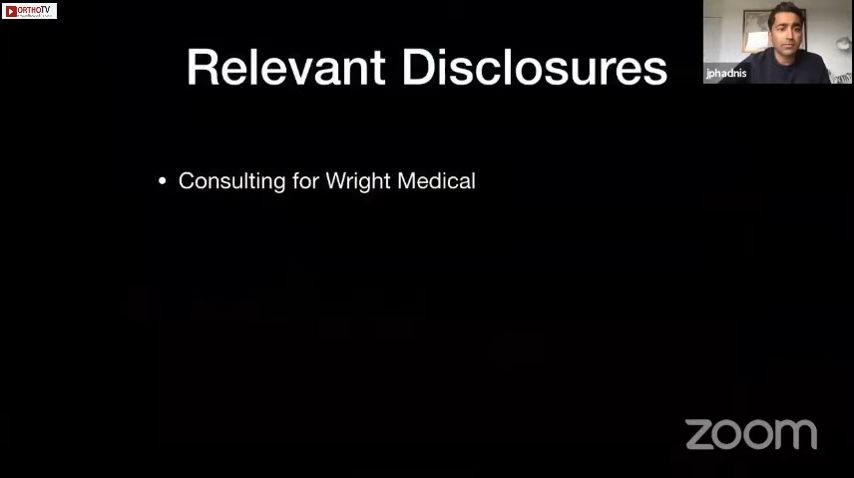 ORTHOTV
Relevant Disclosures
jphadnis
• Consulting for Wright Medical
zoom